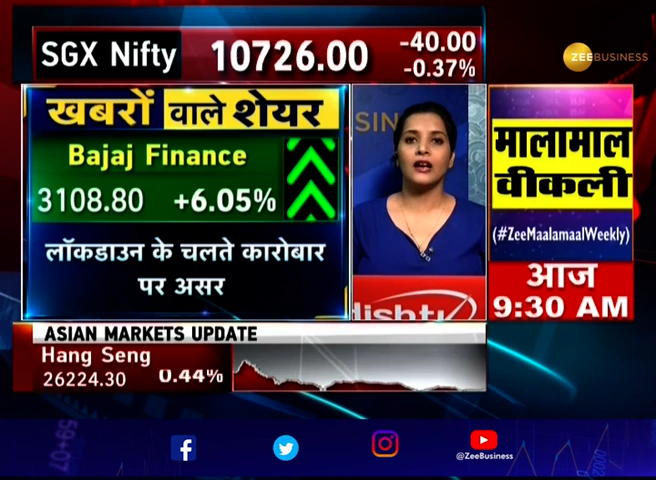 SGX Nifty 10726.00 -40.00
-0.37%
ZEEBUSINESS
खबरों वाले शेयर
Bajaj Finance
3108.80 +6.05%
लॉकडाउन के चलते कारोबार
पर असर
SIN
dishtv
मालामाल
वीकली
(#ZeeMaalamaalWeekly)
आज
9:30 AM
ASIAN MARKETS UPDATE
Hang Seng
26224.30 0.44%
@ZeeBusiness